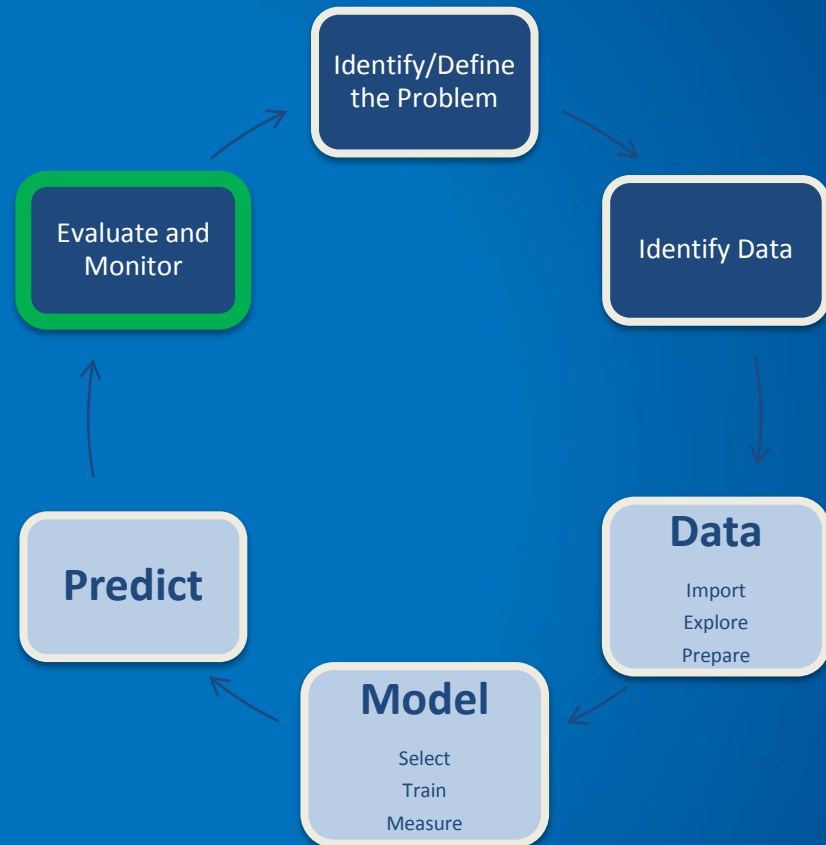 Identify/Define
the Problem
Identify Data
Data
Import
Explore
Prepare
Model
Select
Train
Measure
Predict
Evaluate and
Monitor